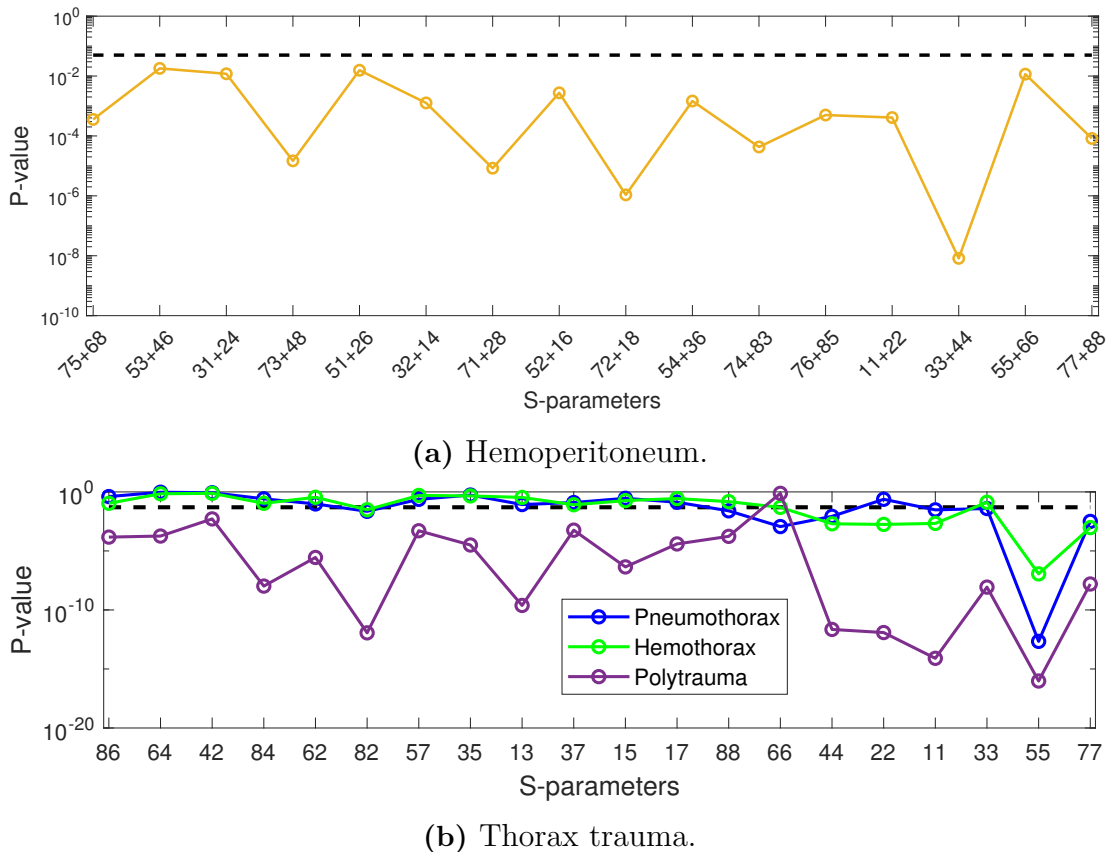 10^0
10^-2
10^-4
10^-6
10^-8
10^-10
P-value
75+68 53+46 31+24 73+48 51+26 32+14 71+28 52+16 72+18 54+36 74+83 76+85 11+22 33+44 55+66 77+88
S-parameters
(a) Hemoperitoneum.
10^0
10^-10
10^-20
P-value
Pneumothorax
Hemothorax
Polytrauma
86 64 42 84 62 82 57 35 13 37 15 17 88 66 44 22 11 33 55 77
S-parameters
(b) Thorax trauma.